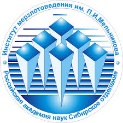 Институт мерзлотоведения им. П.И.Мельникова
Российская академия наук Сибирское отделение